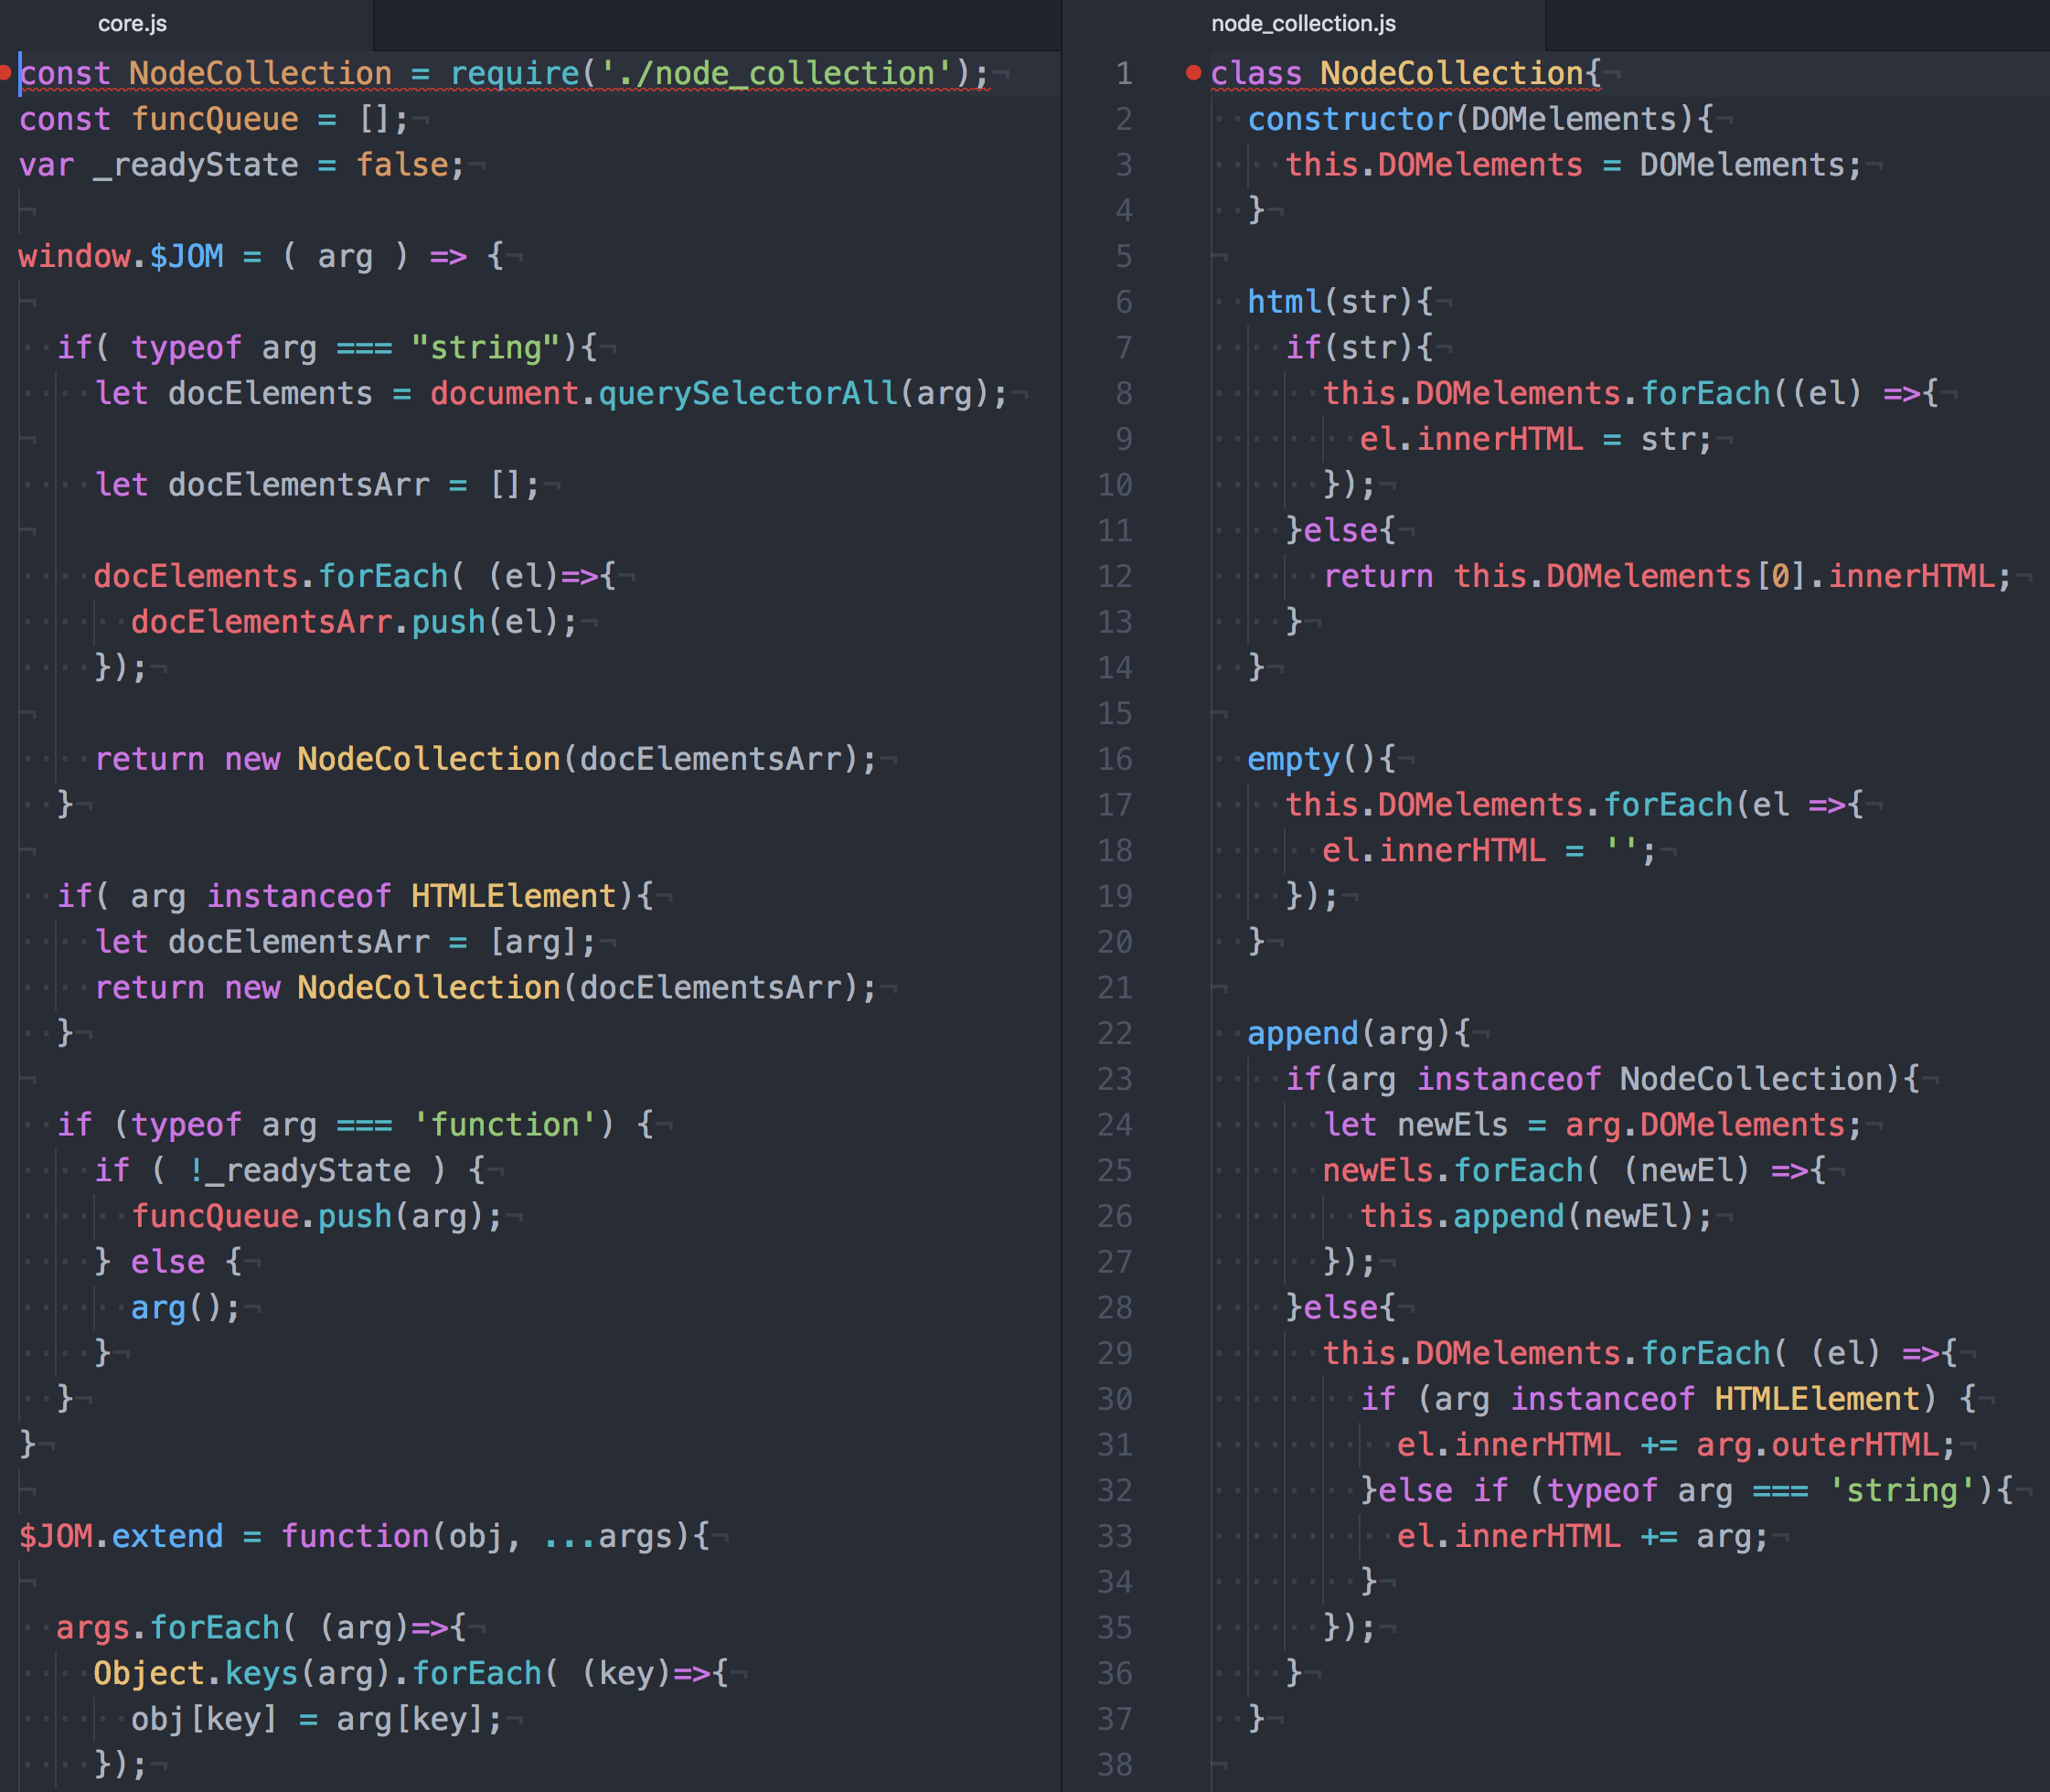 core.js
const NodeCollection = require('./node_collection');
const funcQueue = [];
var _readyState = false;

window.$JOM = ( arg ) => {

  if( typeof arg === "string"){
    let docElements = document.querySelectorAll(arg);

    let docElementsArr = [];

    docElements.forEach( (el)=>{
      docElementsArr.push(el);
    });

    return new NodeCollection(docElementsArr);
  }

  if( arg instanceof HTMLElement){
    let docElementsArr = [arg];
    return new NodeCollection(docElementsArr);
  }

  if (typeof arg === 'function') {
    if ( !_readyState ) {
      funcQueue.push(arg);
    } else {
      arg();
    }
  }
}

$JOM.extend = function(obj, ...args){

  args.forEach( (arg)=>{
    Object.keys(arg).forEach( (key)=>{
      obj[key] = arg[key];
    });
node_collection.js
1 class NodeCollection{
2   constructor(DOMelements){
3     this.DOMelements = DOMelements;
4   }
5
6   html(str){
7     if(str){
8       this.DOMelements.forEach((el) =>{
9         el.innerHTML = str;
10       });
11     }else{
12       return this.DOMelements[0].innerHTML;
13     }
14   }
15
16   empty(){
17     this.DOMelements.forEach(el =>{
18       el.innerHTML = '';
19     });
20   }
21
22   append(arg){
23     if(arg instanceof NodeCollection){
24       let newEls = arg.DOMelements;
25       newEls.forEach( (newEl) =>{
26         this.append(newEl);
27       });
28     }else{
29       this.DOMelements.forEach( (el) =>{
30         if (arg instanceof HTMLElement) {
31           el.innerHTML += arg.outerHTML;
32         }else if (typeof arg === 'string'){
33           el.innerHTML += arg;
34         }
35       });
36     }
37   }
38